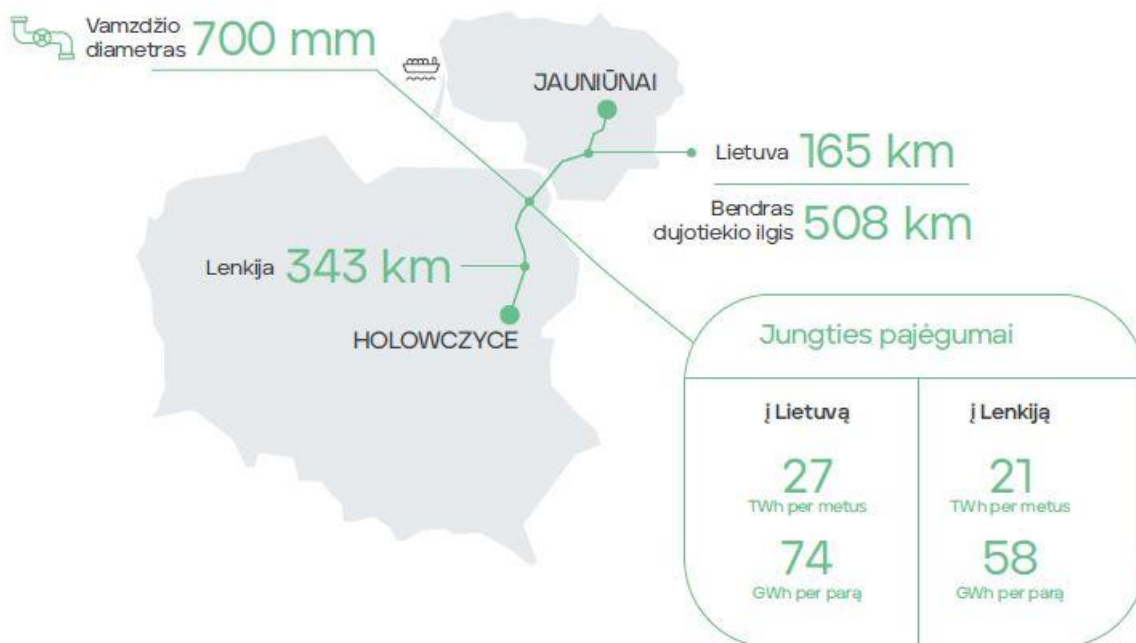 Vamzdžio
diametras 700 mm
JAUNIŪNAI
Lietuva 165 km
Bendras
dujotiekio ilgis 508 km
Lenkija 343 km
HOLOWCZYCE
Jungties pajėgumai
į Lietuvą
27
TWh per metus
74
GWh per parą
į Lenkiją
21
TWh per metus
58
GWh per parą